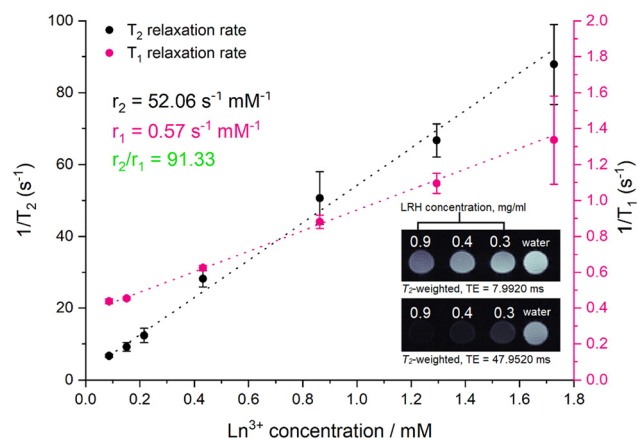 T₂ relaxation rate
T₁ relaxation rate
r₂ = 52.06 s⁻¹ mM⁻¹
r₁ = 0.57 s⁻¹ mM⁻¹
r₂/r₁ = 91.33
1/T₂ (s⁻¹)
100
80
60
40
20
0
1/T₁ (s⁻¹)
2.0
1.8
1.6
1.4
1.2
1.0
0.8
0.6
0.4
0.2
0.0
LRH concentration, mg/ml
0.9 0.4 0.3 water
T₂-weighted, TE = 7.9920 ms
0.9 0.4 0.3 water
T₂-weighted, TE = 47.9520 ms
0.0 0.2 0.4 0.6 0.8 1.0 1.2 1.4 1.6 1.8
Ln³⁺ concentration / mM